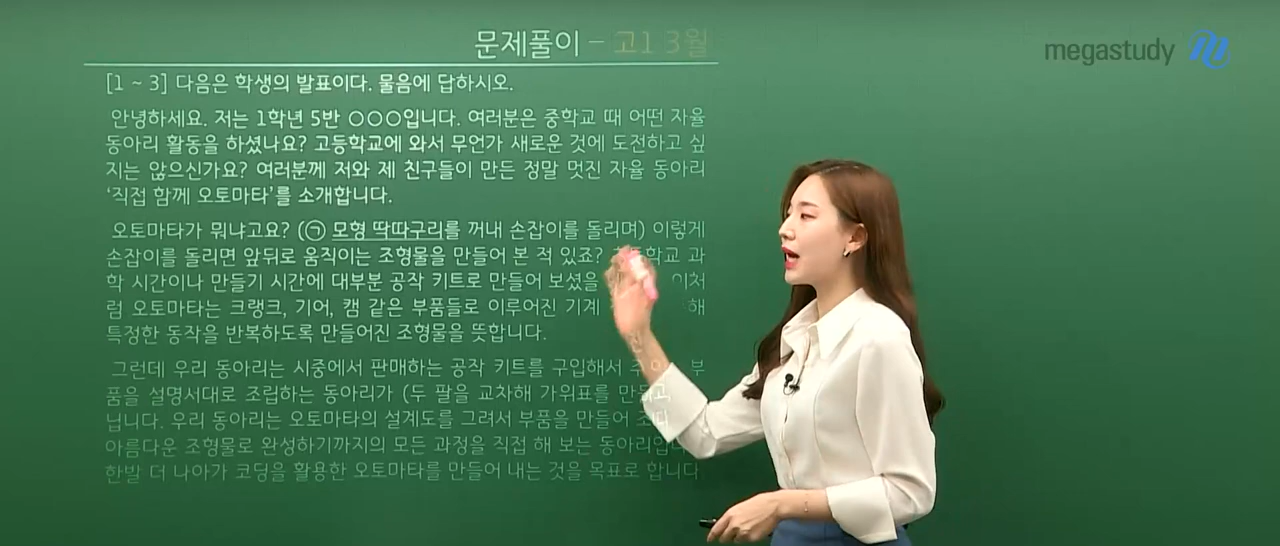 문제풀이 - 고1 3월
megastudy
[1 ~ 3] 다음은 학생의 발표이다. 물음에 답하시오.
안녕하세요. 저는 1학년 5반 ○○○입니다. 여러분은 중학교 때 어떤 자율
동아리 활동을 하셨나요? 고등학교에 와서 무언가 새로운 것에 도전하고 싶
지는 않으신가요? 여러분께 저와 제 친구들이 만든 정말 멋진 자율 동아리
‘직접 함께 오토마타’를 소개합니다.
오토마타가 뭐냐고요? (㉠ 모형 딱따구리를 꺼내 손잡이를 돌리며) 이렇게
손잡이를 돌리면 앞뒤로 움직이는 조형물을 만들어 본 적 있죠? 과
학 시간이나 만들기 시간에 대부분 공작 키트로 만들어 보셨을 이처
럼 오토마타는 크랭크, 기어, 캠 같은 부품들로 이루어진 기계 해
특정한 동작을 반복하도록 만들어진 조형물을 뜻합니다.
그런데 우리 동아리는 시중에서 판매하는 공작 키트를 구입해서 부
품을 설명서대로 조립하는 동아리가 (두 팔을 교차해 가위표를 만들고
닙니다. 우리 동아리는 오토마타의 설계도를 그려서 부품을 만들어
아름다운 조형물로 완성하기까지의 모든 과정을 직접 해 보는 동아리입니
한발 더 나아가 코딩을 활용한 오토마타를 만들어 내는 것을 목표로 합니다